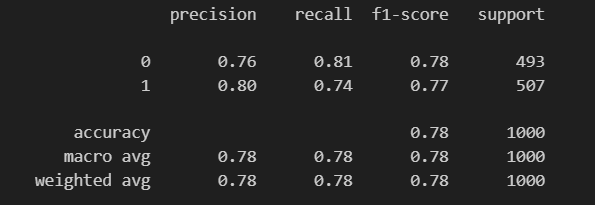 precision recall f1-score support
0 0.76 0.81 0.78 493
1 0.80 0.74 0.77 507
accuracy 0.78 1000
macro avg 0.78 0.78 0.78 1000
weighted avg 0.78 0.78 0.78 1000